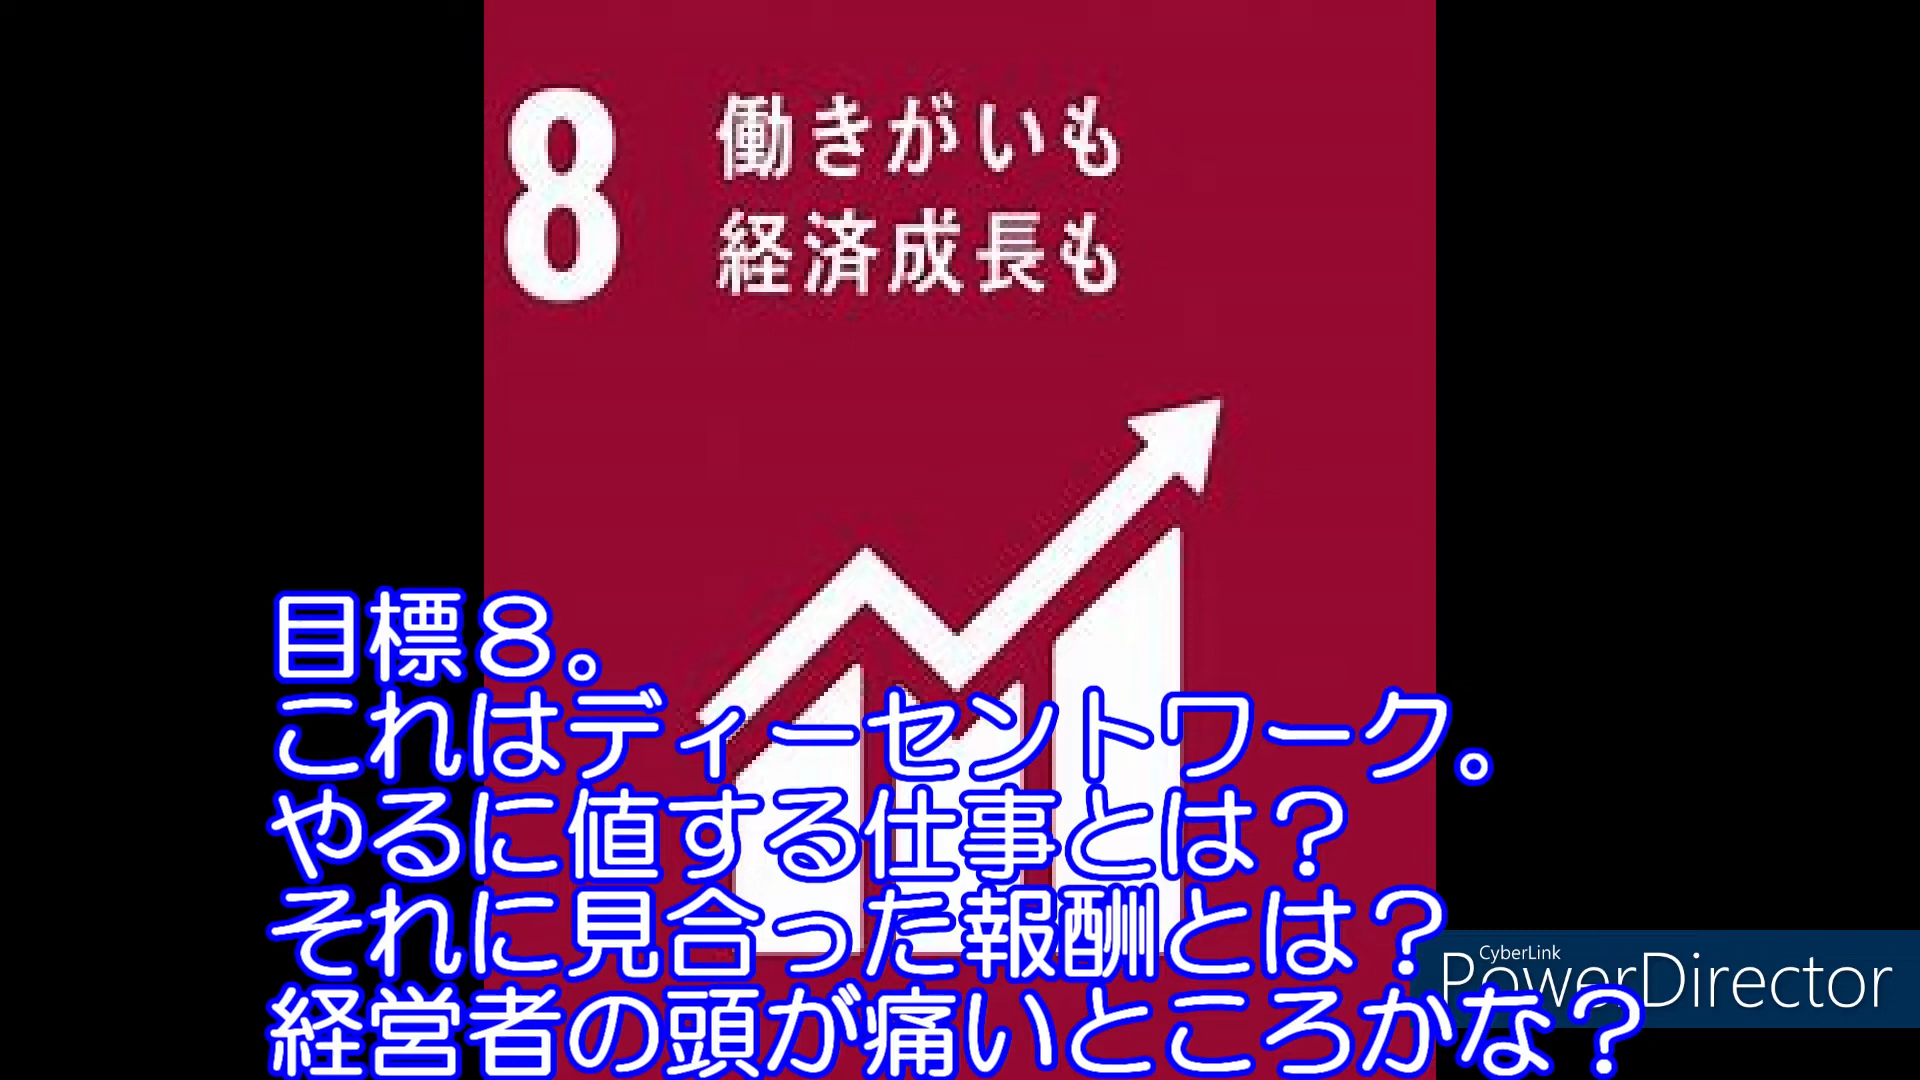 8
働きがいも
経済成長も
目標８。
これはディーセントワーク。
やるに値する仕事とは？
それに見合った報酬とは？
経営者の頭が痛いところかな？
CyberLink
PowerDirector